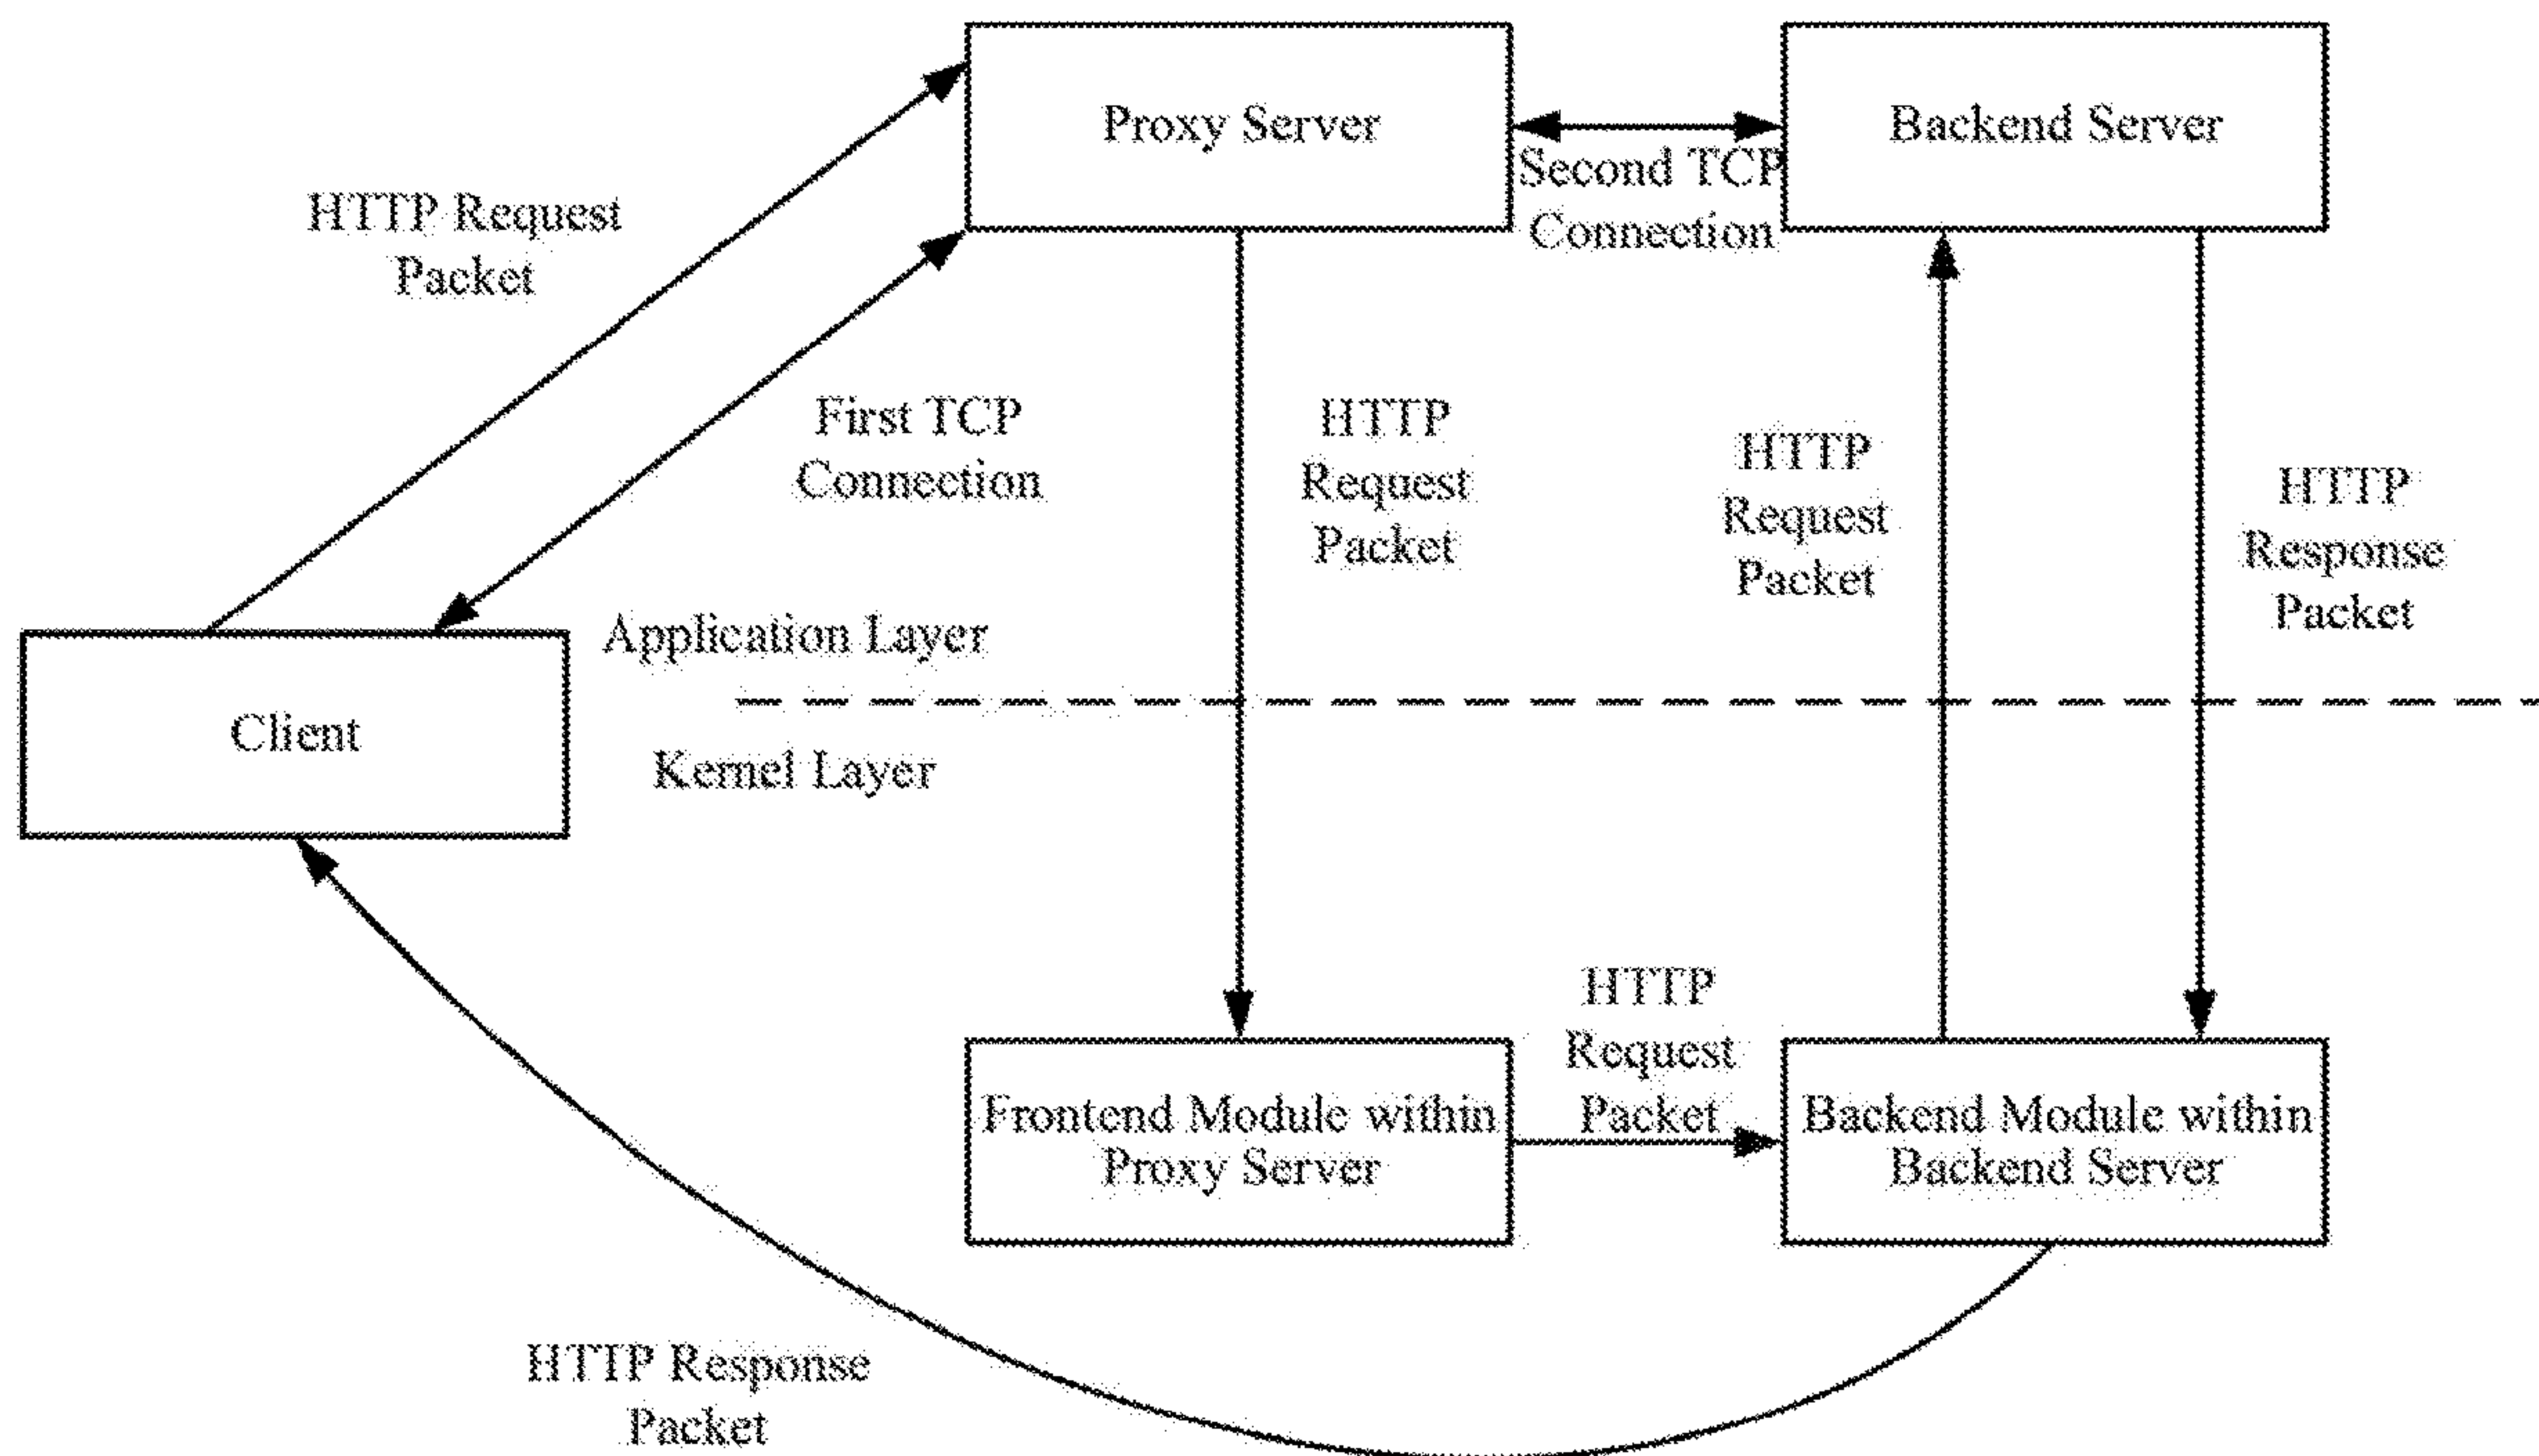 Proxy Server
Backend Server
Second TCP
Connection
HTTP Request
Packet
First TCP
Connection
HTTP
Request
Packet
HTTP
Request
Packet
HTTP
Response
Packet
Application Layer
Client
Kernel Layer
HTTP
Request
Packet
Frontend Module within
Proxy Server
Backend Module within
Backend Server
HTTP Response
Packet